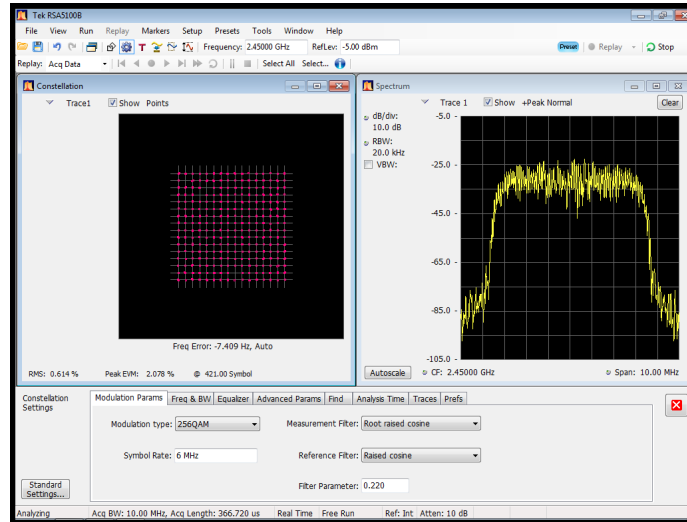 Tek RSA5100B
File View Run Replay Markers Setup Presets Tools Window Help
T Frequency: 2.45000 GHz RefLev: -5.00 dBm Preset Replay Stop
Replay: Acq Data Select All Select...
Constellation
Trace1 Show Points
Freq Error: -7.409 Hz, Auto
RMS: 0.614 % Peak EVM: 2.078 % @ 421.00 Symbol
Spectrum
Trace 1 Show +Peak Normal Clear
dB/div:
10.0 dB
RBW:
20.0 kHz
VBW:
-5.0
-25.0
-45.0
-65.0
-85.0
-105.0
Autoscale CF: 2.45000 GHz Span: 10.00 MHz
Constellation
Settings
Modulation Params Freq & BW Equalizer Advanced Params Find Analysis Time Traces Prefs
Modulation type: 256QAM Measurement Filter: Root raised cosine
Symbol Rate: 6 MHz Reference Filter: Raised cosine
Filter Parameter: 0.220
Standard
Settings...
Analyzing Acq BW: 10.00 MHz, Acq Length: 366.720 us Real Time Free Run Ref: Int Atten: 10 dB